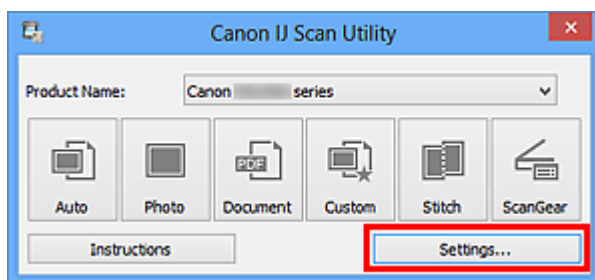 Canon IJ Scan Utility
Product Name: Canon series
PDF
Auto Photo Document Custom Stitch ScanGear
Instructions Settings...